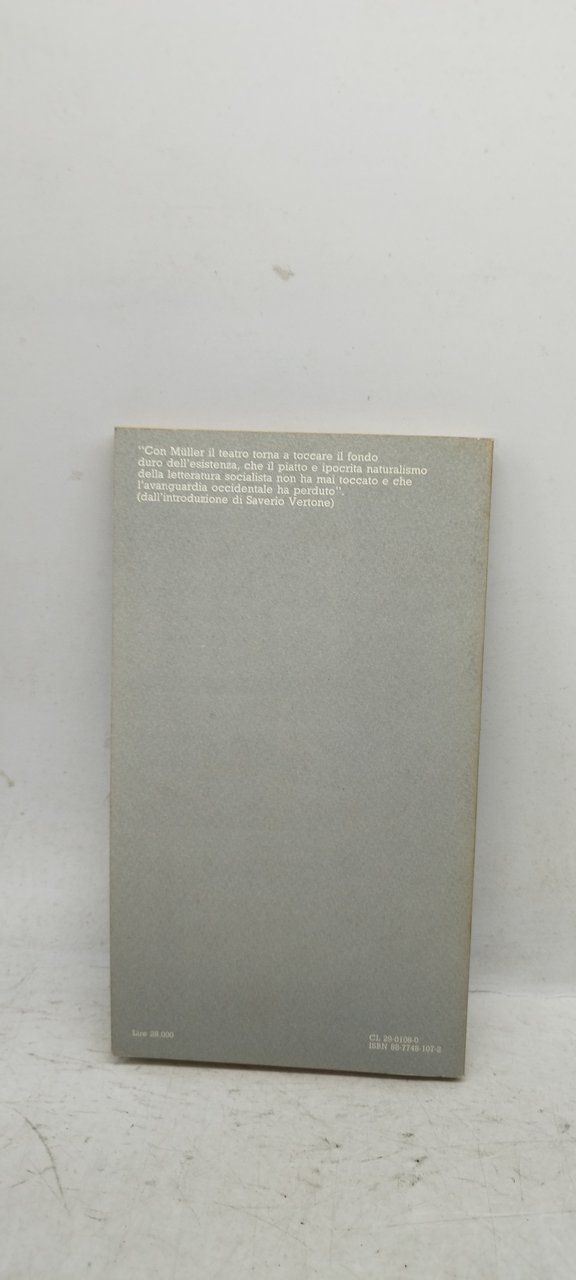 "Con Müller il teatro torna a toccare il fondo
duro dell'esistenza, che il piatto e ipocrita naturalismo
della letteratura socialista non ha mai toccato e che
l'avanguardia occidentale ha perduto".
(dall'introduzione di Saverio Vertone)
Lire 28.000
CL 29-0108-0
ISBN 88-7748-107-2